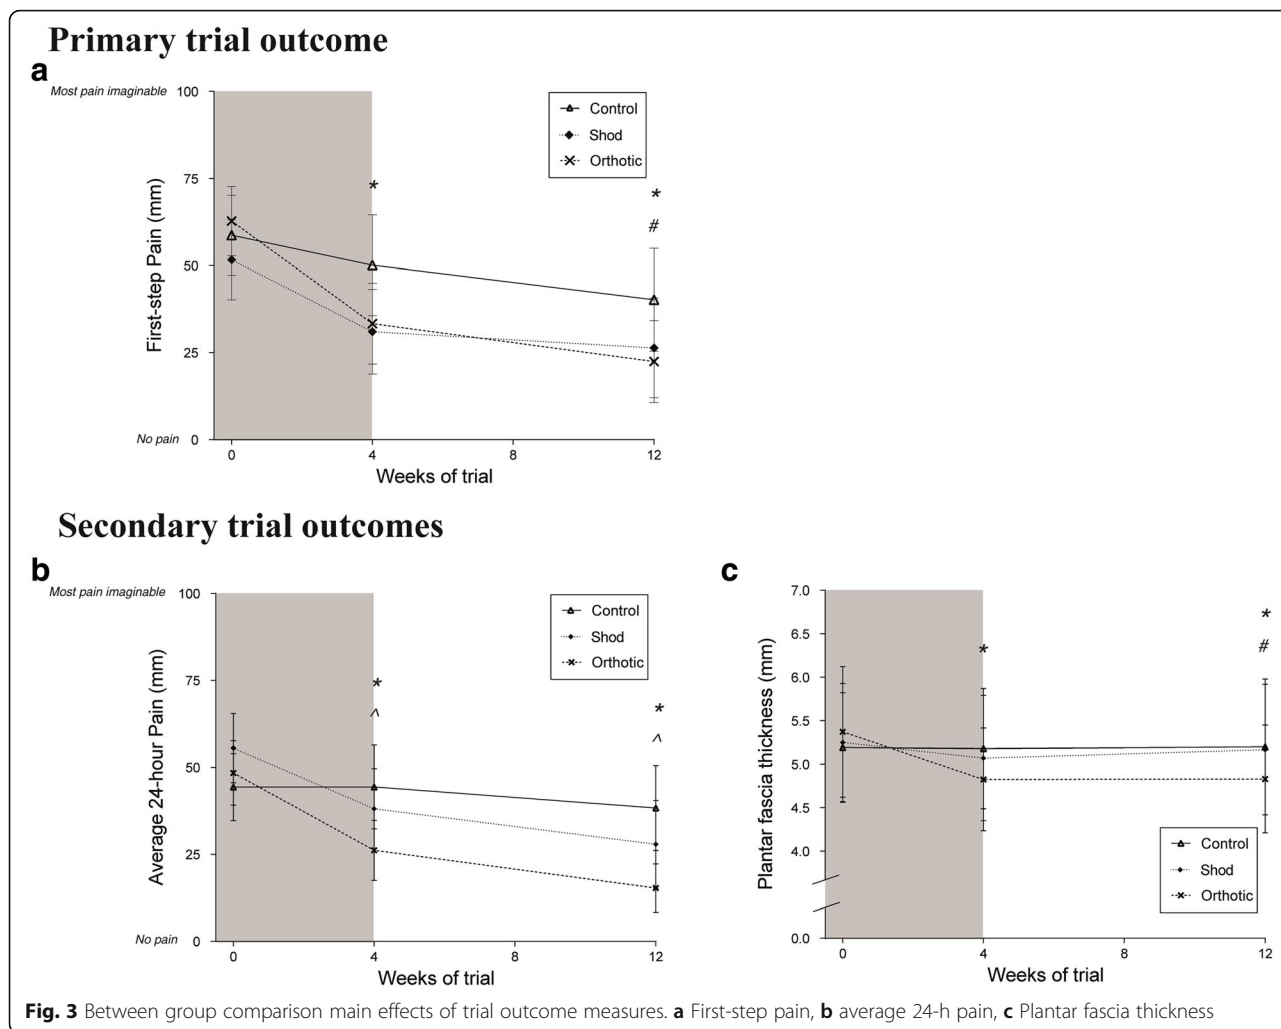 Primary trial outcome
a
Most pain imaginable
100
75
50
25
No pain 0
First-step Pain (mm)
Control
Shod
Orthotic
*
*
#
0 4 8 12
Weeks of trial
Secondary trial outcomes
b
Most pain imaginable
100
75
50
25
No pain 0
Average 24-hour Pain (mm)
Control
Shod
Orthotic
*
^
*
^
0 4 8 12
Weeks of trial
c
7.0
6.5
6.0
5.5
5.0
4.5
4.0
0.0
Plantar fascia thickness (mm)
*
*
#
Control
Shod
Orthotic
0 4 8 12
Weeks of trial
Fig. 3 Between group comparison main effects of trial outcome measures. a First-step pain, b average 24-h pain, c Plantar fascia thickness